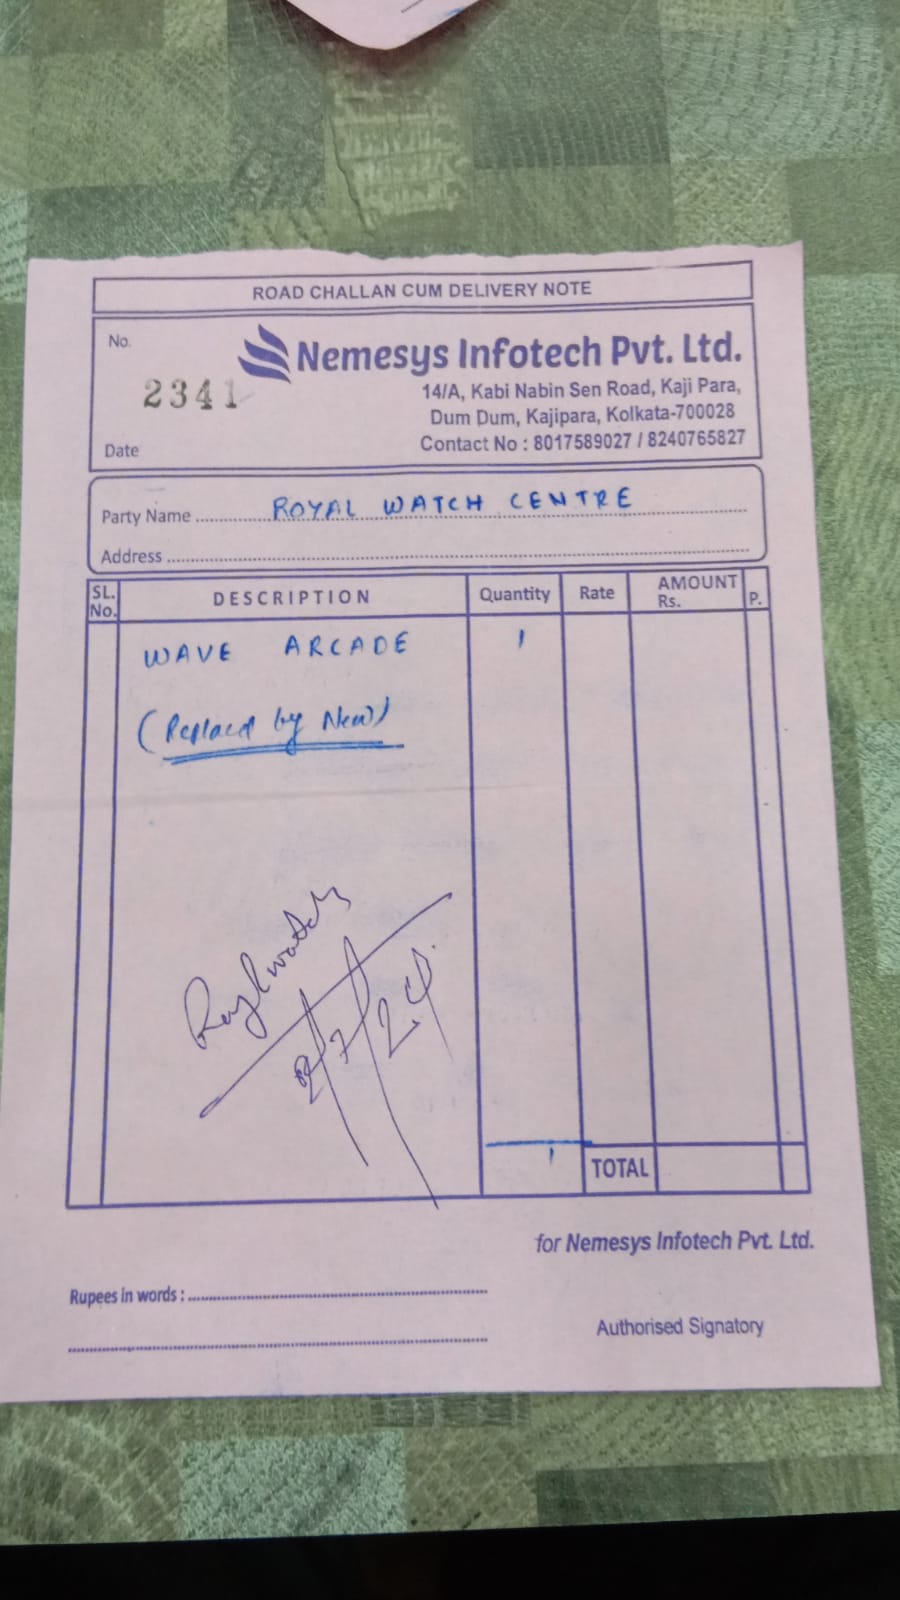 ROAD CHALLAN CUM DELIVERY NOTE
No.
2341
Date
Nemesys Infotech Pvt. Ltd.
14/A, Kabi Nabin Sen Road, Kaji Para,
Dum Dum, Kajipara, Kolkata-700028
Contact No : 8017589027 / 8240765827
Party Name ROYAL WATCH CENTRE
Address
SL. No. DESCRIPTION Quantity Rate AMOUNT Rs. P.
WAVE ARCADE 1
(Replaced by New)
8/7/24
1 TOTAL
for Nemesys Infotech Pvt. Ltd.
Rupees in words :
Authorised Signatory